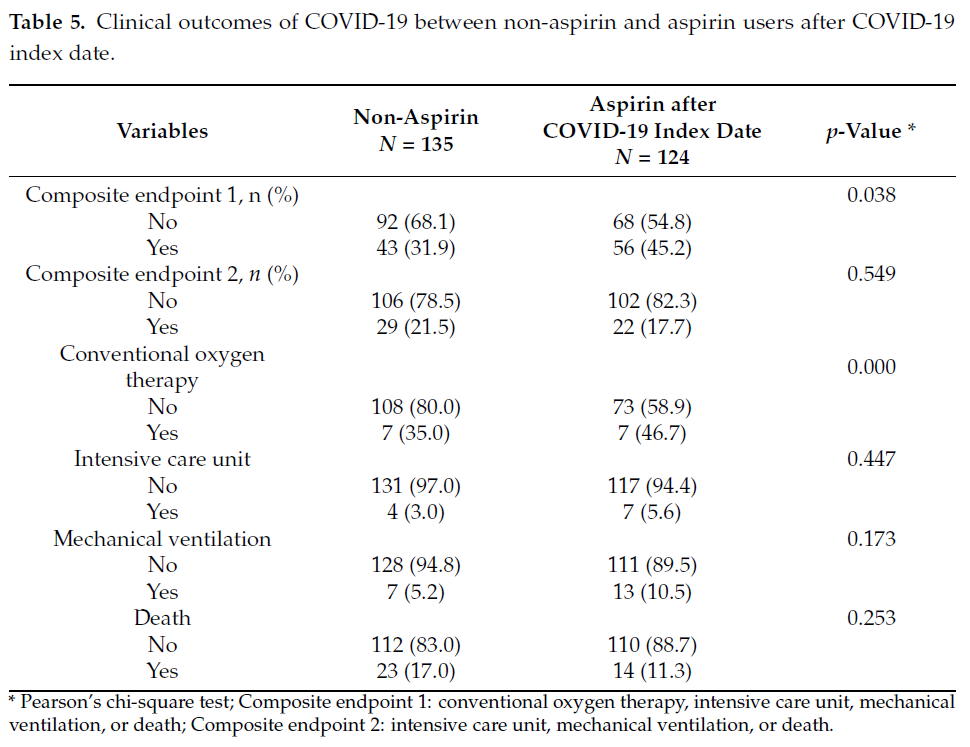 Table 5. Clinical outcomes of COVID-19 between non-aspirin and aspirin users after COVID-19
index date.
Variables Non-Aspirin N = 135 Aspirin after COVID-19 Index Date N = 124 p-Value *
Composite endpoint 1, n (%) 0.038
No 92 (68.1) 68 (54.8)
Yes 43 (31.9) 56 (45.2)
Composite endpoint 2, n (%) 0.549
No 106 (78.5) 102 (82.3)
Yes 29 (21.5) 22 (17.7)
Conventional oxygen
therapy 0.000
No 108 (80.0) 73 (58.9)
Yes 7 (35.0) 7 (46.7)
Intensive care unit 0.447
No 131 (97.0) 117 (94.4)
Yes 4 (3.0) 7 (5.6)
Mechanical ventilation 0.173
No 128 (94.8) 111 (89.5)
Yes 7 (5.2) 13 (10.5)
Death 0.253
No 112 (83.0) 110 (88.7)
Yes 23 (17.0) 14 (11.3)
* Pearson's chi-square test; Composite endpoint 1: conventional oxygen therapy, intensive care unit, mechanical
ventilation, or death; Composite endpoint 2: intensive care unit, mechanical ventilation, or death.